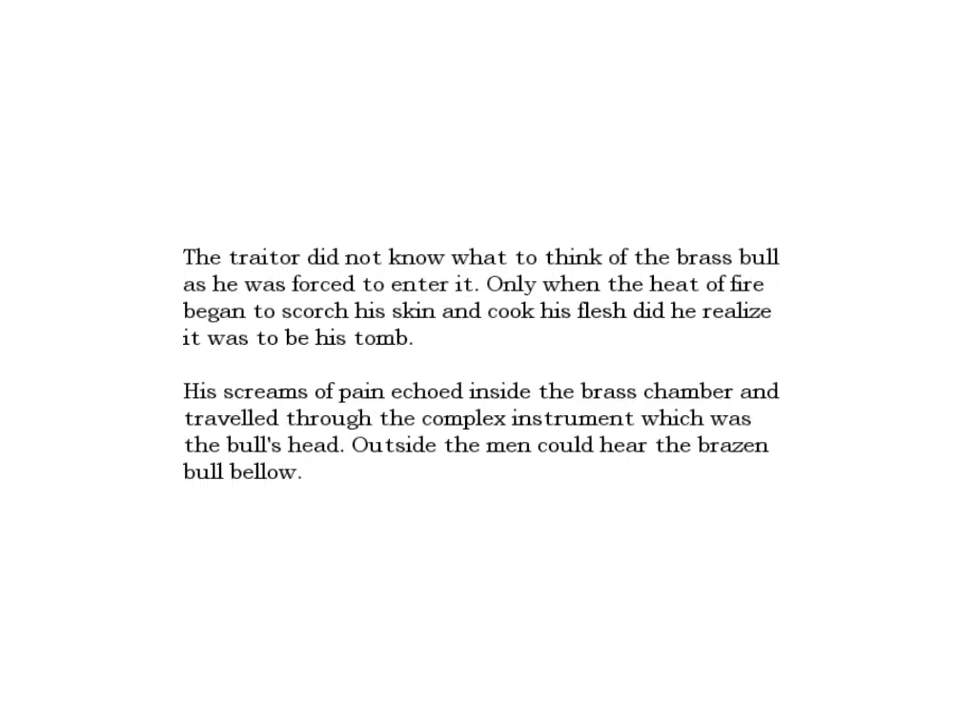 The traitor did not know what to think of the brass bull
as he was forced to enter it. Only when the heat of fire
began to scorch his skin and cook his flesh did he realize
it was to be his tomb.
His screams of pain echoed inside the brass chamber and
travelled through the complex instrument which was
the bull's head. Outside the men could hear the brazen
bull bellow.